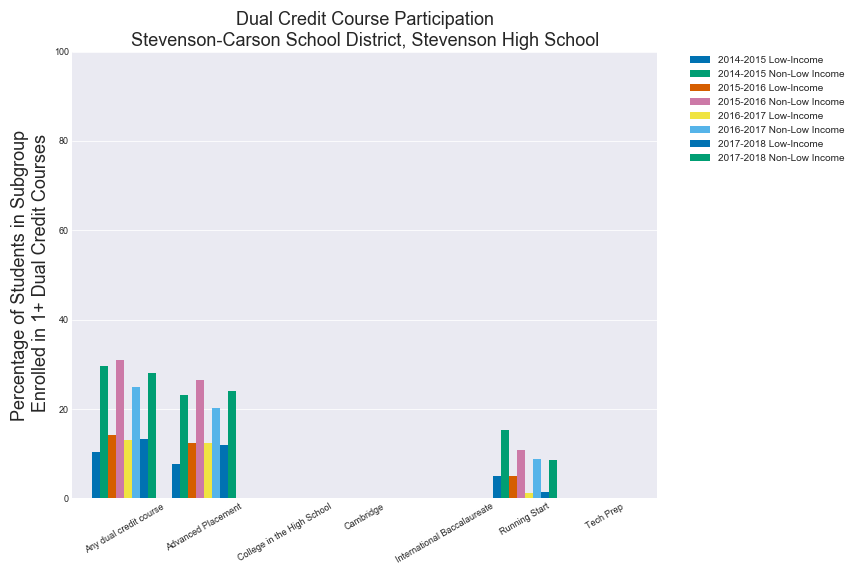 Dual Credit Course Participation
Stevenson-Carson School District, Stevenson High School
Percentage of Students in Subgroup
Enrolled in 1+ Dual Credit Courses
100
80
60
40
20
0
Any dual credit course
Advanced Placement
College in the High School
Cambridge
International Baccalaureate
Running Start
Tech Prep
2014-2015 Low-Income
2014-2015 Non-Low Income
2015-2016 Low-Income
2015-2016 Non-Low Income
2016-2017 Low-Income
2016-2017 Non-Low Income
2017-2018 Low-Income
2017-2018 Non-Low Income